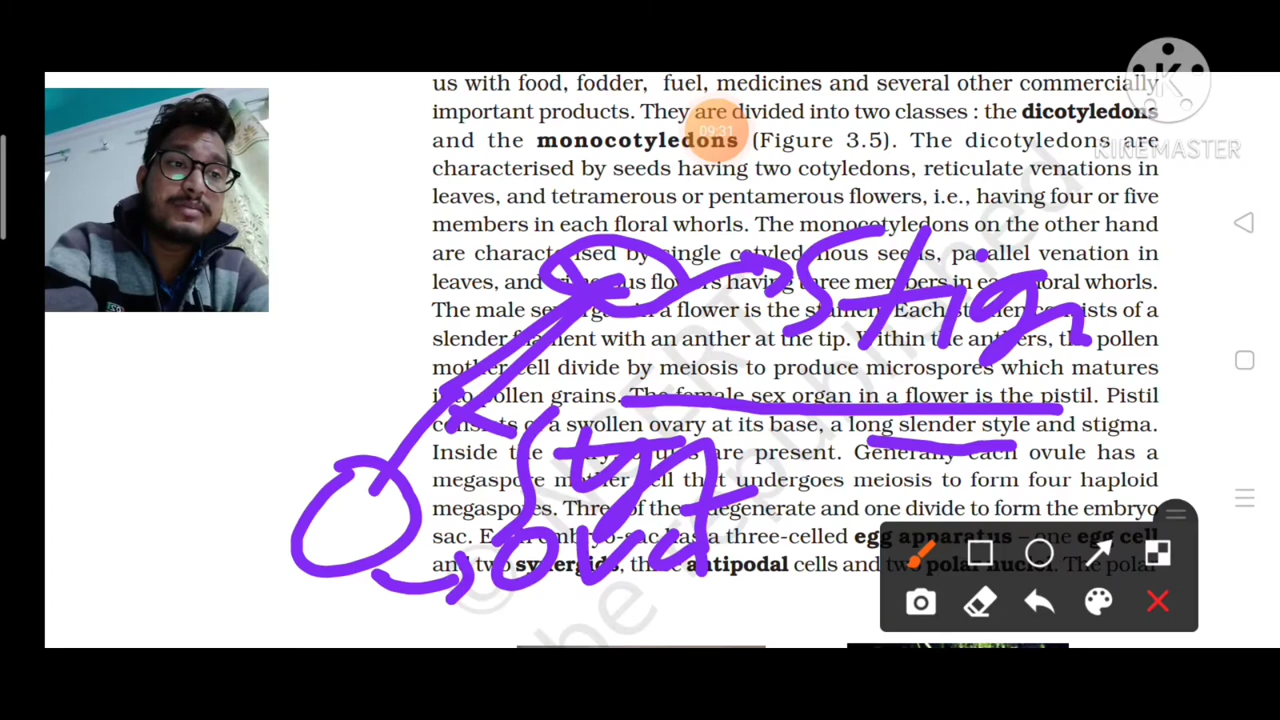 us with food, fodder, fuel, medicines and several other commercially
important products. They are divided into two classes : the dicotyledons
09:31
and the monocotyledons (Figure 3.5). The dicotyledons are
KINEMASTER
characterised by seeds having two cotyledons, reticulate venations in
leaves, and tetramerous or pentamerous flowers, i.e., having four or five
members in each floral whorls. The monocotyledons on the other hand
are characterised by single cotyledonous seeds, parallel venation in
leaves, and flowers having three members in each floral whorls.
The male sex organ in a flower is the stamen. Each stamen consists of a
slender filament with an anther at the tip. Within the anthers, the pollen
mother cell divide by meiosis to produce microspores which matures
into pollen grains. The female sex organ in a flower is the pistil. Pistil
consists of a swollen ovary at its base, a long slender style and stigma.
Inside the are present. Generally each ovule has a
megaspore mother cell that undergoes meiosis to form four haploid
megaspores. Three of these degenerate and one divide to form the embryo
sac. Each embryo-sac has a three-celled egg apparatus – one egg cell
and two synergids, three antipodal cells and two polar nuclei. The polar
Stigm
ova
© NCERT
be republished